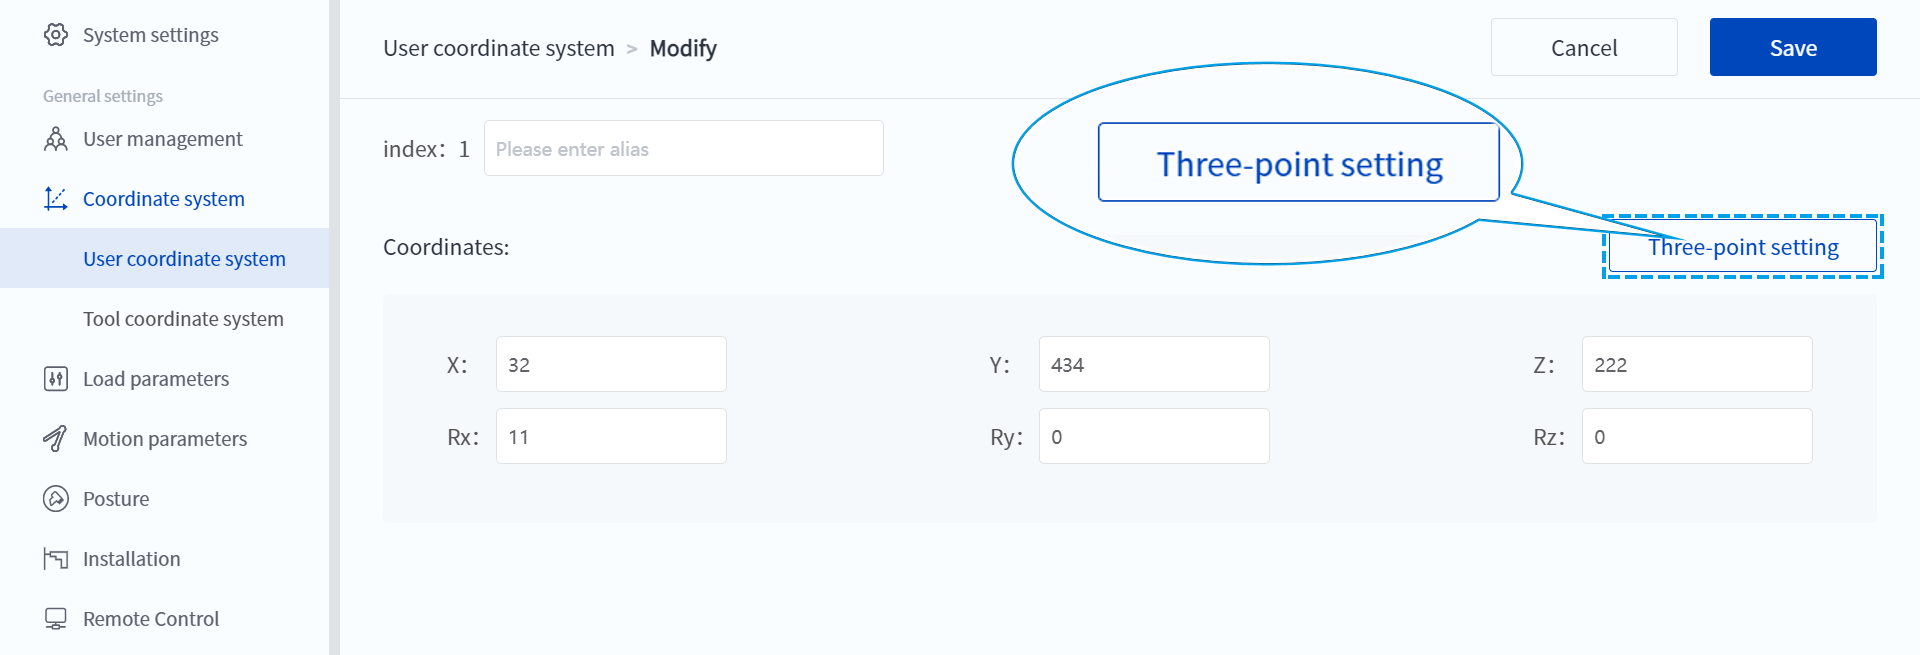 System settings
General settings
User management
Coordinate system
User coordinate system
Tool coordinate system
Load parameters
Motion parameters
Posture
Installation
Remote Control
User coordinate system > Modify
Cancel
Save
index: 1 Please enter alias
Three-point setting
Coordinates:
Three-point setting
X: 32 Y: 434 Z: 222
Rx: 11 Ry: 0 Rz: 0